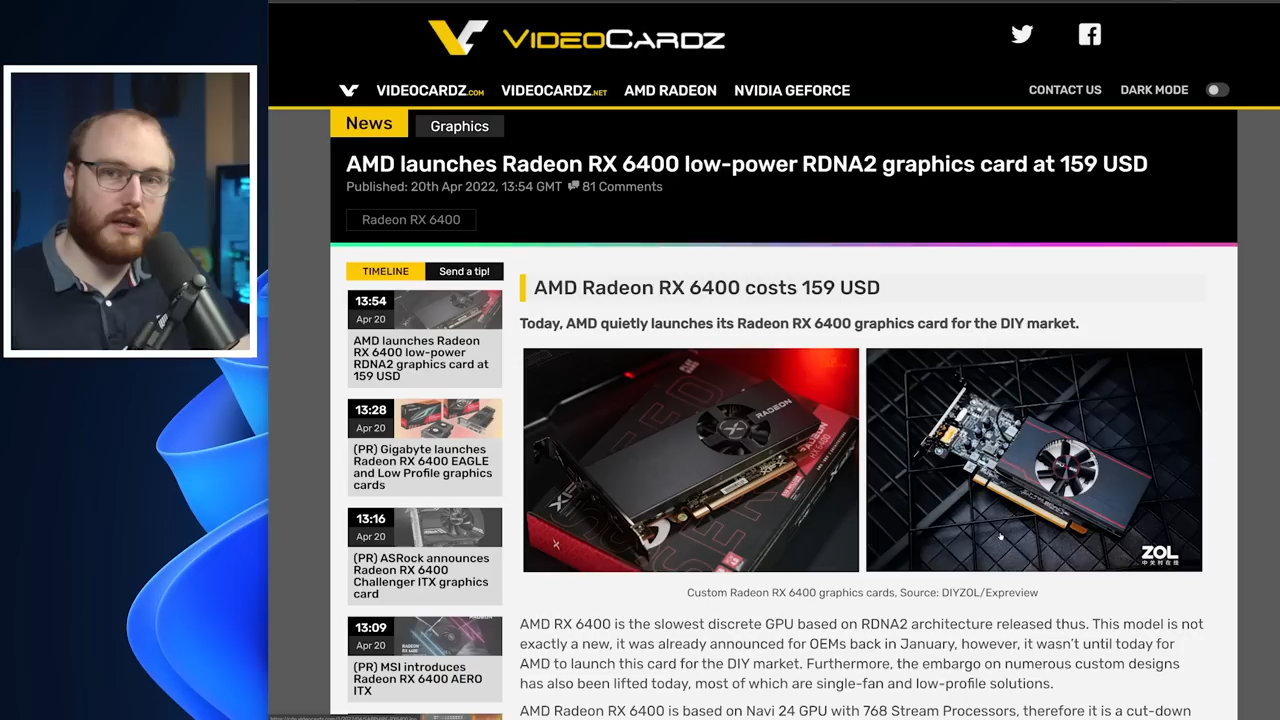 VIDEOCARDZ
VIDEOCARDZ.COM
VIDEOCARDZ.NET
AMD RADEON
NVIDIA GEFORCE
CONTACT US
DARK MODE
News
Graphics
AMD launches Radeon RX 6400 low-power RDNA2 graphics card at 159 USD
Published: 20th Apr 2022, 13:54 GMT
81 Comments
Radeon RX 6400
TIMELINE
Send a tip!
13:54
Apr 20
AMD launches Radeon
RX 6400 low-power
RDNA2 graphics card at
159 USD
13:28
Apr 20
(PR) Gigabyte launches
Radeon RX 6400 EAGLE
and Low Profile graphics
cards
13:16
Apr 20
(PR) ASRock announces
Radeon RX 6400
Challenger ITX graphics
card
13:09
Apr 20
(PR) MSI introduces
Radeon RX 6400 AERO
ITX
AMD Radeon RX 6400 costs 159 USD
Today, AMD quietly launches its Radeon RX 6400 graphics card for the DIY market.
RADEON
ZOL
中关村在线
Custom Radeon RX 6400 graphics cards, Source: DIYZOL/Expreview
AMD RX 6400 is the slowest discrete GPU based on RDNA2 architecture released thus. This model is not
exactly a new, it was already announced for OEMs back in January, however, it wasn't until today for
AMD to launch this card for the DIY market. Furthermore, the embargo on numerous custom designs
has also been lifted today, most of which are single-fan and low-profile solutions.
AMD Radeon RX 6400 is based on Navi 24 GPU with 768 Stream Processors, therefore it is a cut-down